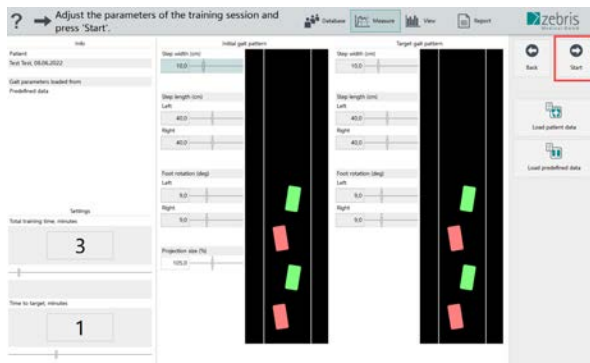 ? → Adjust the parameters of the training session and
press 'Start'.
Database
Measure
View
Report
zebris
Medical GmbH
Info
Patient
Test Test, 09.06.2022
Gait parameters loaded from
Predefined data
Settings
Total training time, minutes
3
Time to target, minutes
1
Initial gait pattern
Step width (cm)
10,0
Step length (cm)
Left
40,0
Right
40,0
Foot rotation (deg)
Left
9,0
Right
9,0
Projection size (%)
105,0
Target gait pattern
Step width (cm)
10,0
Step length (cm)
Left
40,0
Right
40,0
Foot rotation (deg)
Left
9,0
Right
9,0
Back
Start
Load patient data
Load predefined data